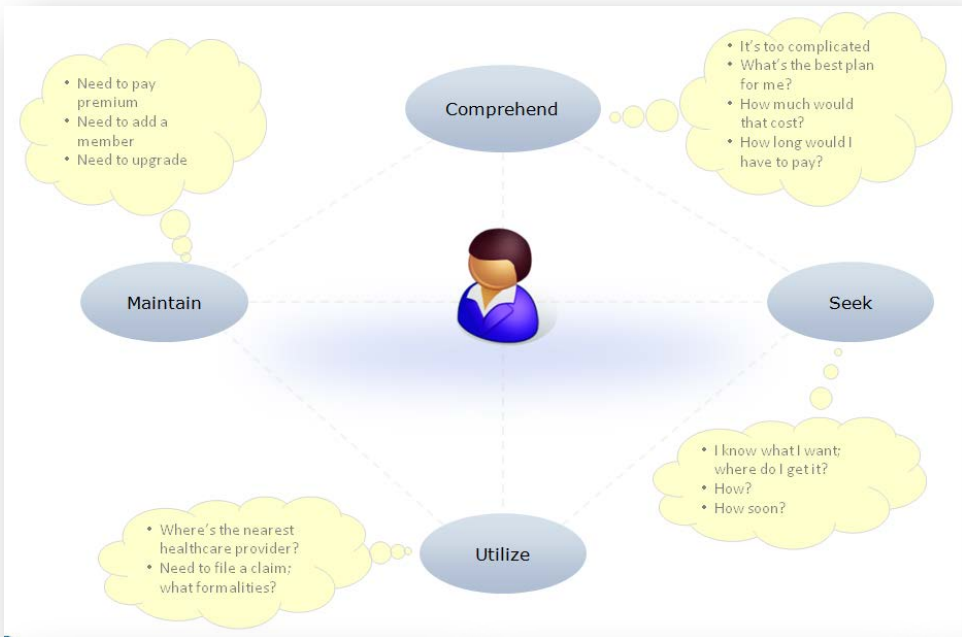 • Need to pay
premium
• Need to add a
member
• Need to upgrade
Comprehend
• It's too complicated
• What's the best plan
for me?
• How much would
that cost?
• How long would I
have to pay?
Maintain
Seek
• I know what I want;
where do I get it?
• How?
• How soon?
• Where's the nearest
healthcare provider?
• Need to file a claim;
what formalities?
Utilize